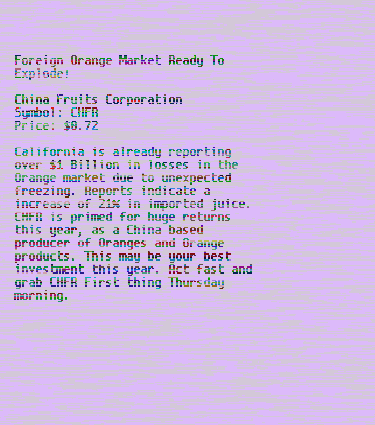 Foreign Orange Market Ready To
Explode!
China Fruits Corporation
Symbol: CHFR
Price: $0.72
California is already reporting
over $1 Billion in losses in the
Orange market due to unexpected
freezing. Reports indicate a
increase of 21% in imported juice.
CHFR is primed for huge returns
this year, as a China based
producer of Oranges and Orange
products. This may be your best
investment this year. Act fast and
grab CHFR First thing Thursday
morning.